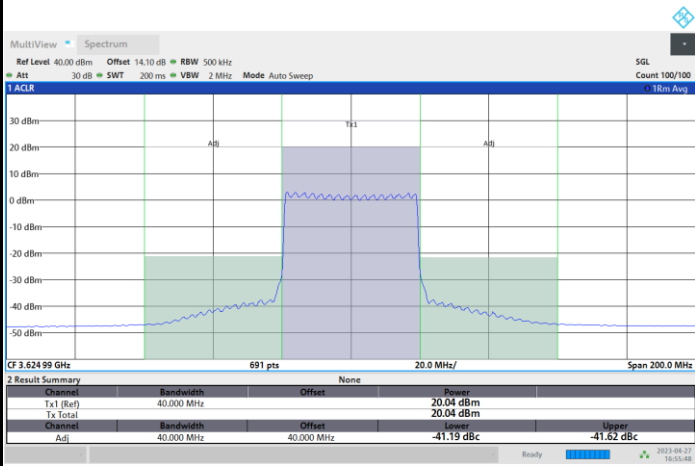 MultiView Spectrum
Ref Level 40.00 dBm Offset 14.10 dB RBW 500 kHz SGL
Att 30 dB SWT 200 ms VBW 2 MHz Mode Auto Sweep Count 100/100
1 ACLR 1Rm Avg
30 dBm
Tx1
20 dBm
Adj Adj
10 dBm
0 dBm
-10 dBm
-20 dBm
-30 dBm
-40 dBm
-50 dBm
CF 3.624 99 GHz 691 pts 20.0 MHz/ Span 200.0 MHz
2 Result Summary None
Channel Bandwidth Offset Power
Tx1 (Ref) 40.000 MHz 20.04 dBm
Tx Total 20.04 dBm
Channel Bandwidth Offset Lower Upper
Adj 40.000 MHz 40.000 MHz -41.19 dBc -41.62 dBc
Ready 2023-04-27
16:55:48